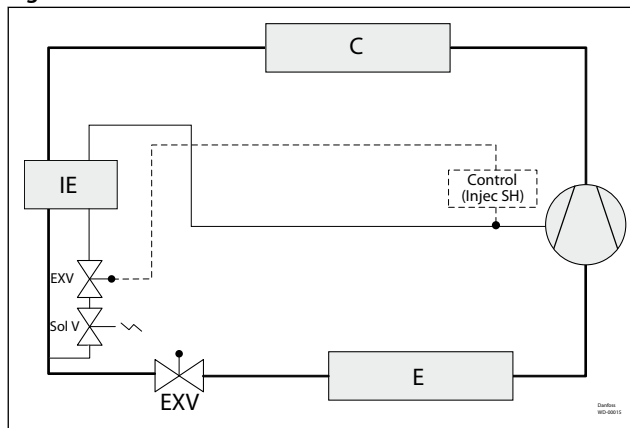 C
IE
Control
(Injec SH)
EXV
Sol V
EXV
E
Danfoss
WD-00015